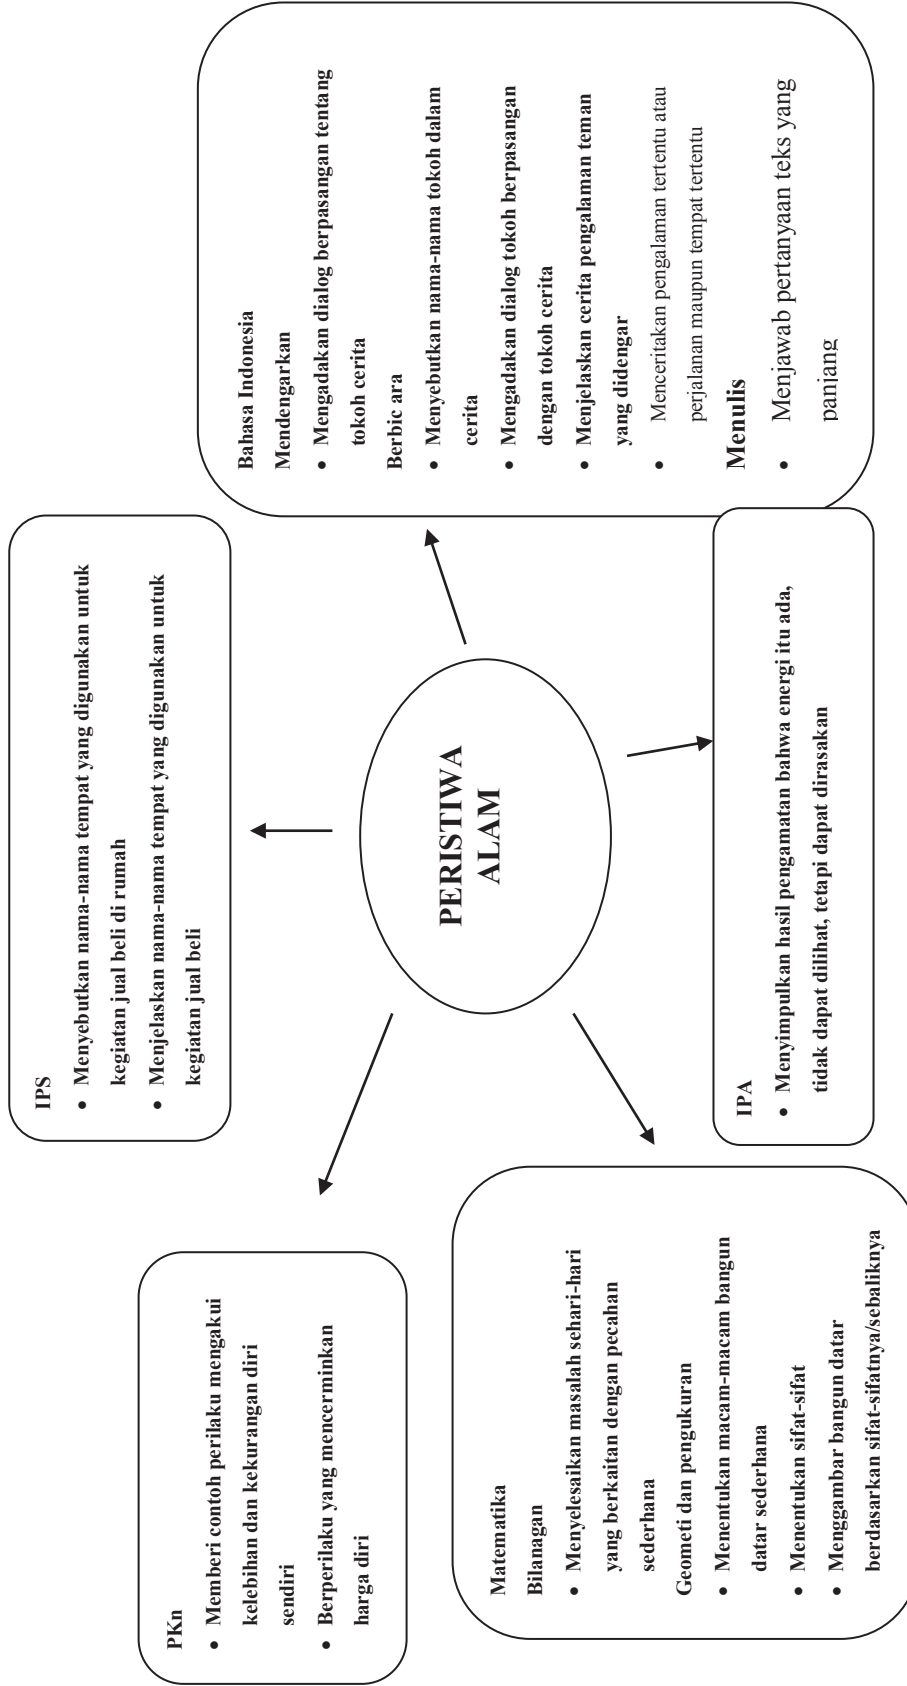 PKn
• Memberi contoh perilaku mengakui
kelebihan dan kekurangan diri
sendiri
• Berperilaku yang mencerminkan
harga diri
IPS
• Menyebutkan nama-nama tempat yang digunakan untuk
kegiatan jual beli di rumah
• Menjelaskan nama-nama tempat yang digunakan untuk
kegiatan jual beli
Bahasa Indonesia
Mendengarkan
• Mengadakan dialog berpasangan tentang
tokoh cerita
Berbic ara
• Menyebutkan nama-nama tokoh dalam
cerita
• Mengadakan dialog tokoh berpasangan
dengan tokoh cerita
• Menjelaskan cerita pengalaman teman
yang didengar
• Menceritakan pengalaman tertentu atau
perjalanan maupun tempat tertentu
Menulis
• Menjawab pertanyaan teks yang
panjang
PERISTIWA
ALAM
Matematika
Bilanagan
• Menyelesaikan masalah sehari-hari
yang berkaitan dengan pecahan
sederhana
Geometi dan pengukuran
• Menentukan macam-macam bangun
datar sederhana
• Menentukan sifat-sifat
• Menggambar bangun datar
berdasarkan sifat-sifatnya/sebaliknya
IPA
• Menyimpulkan hasil pengamatan bahwa energi itu ada,
tidak dapat dilihat, tetapi dapat dirasakan